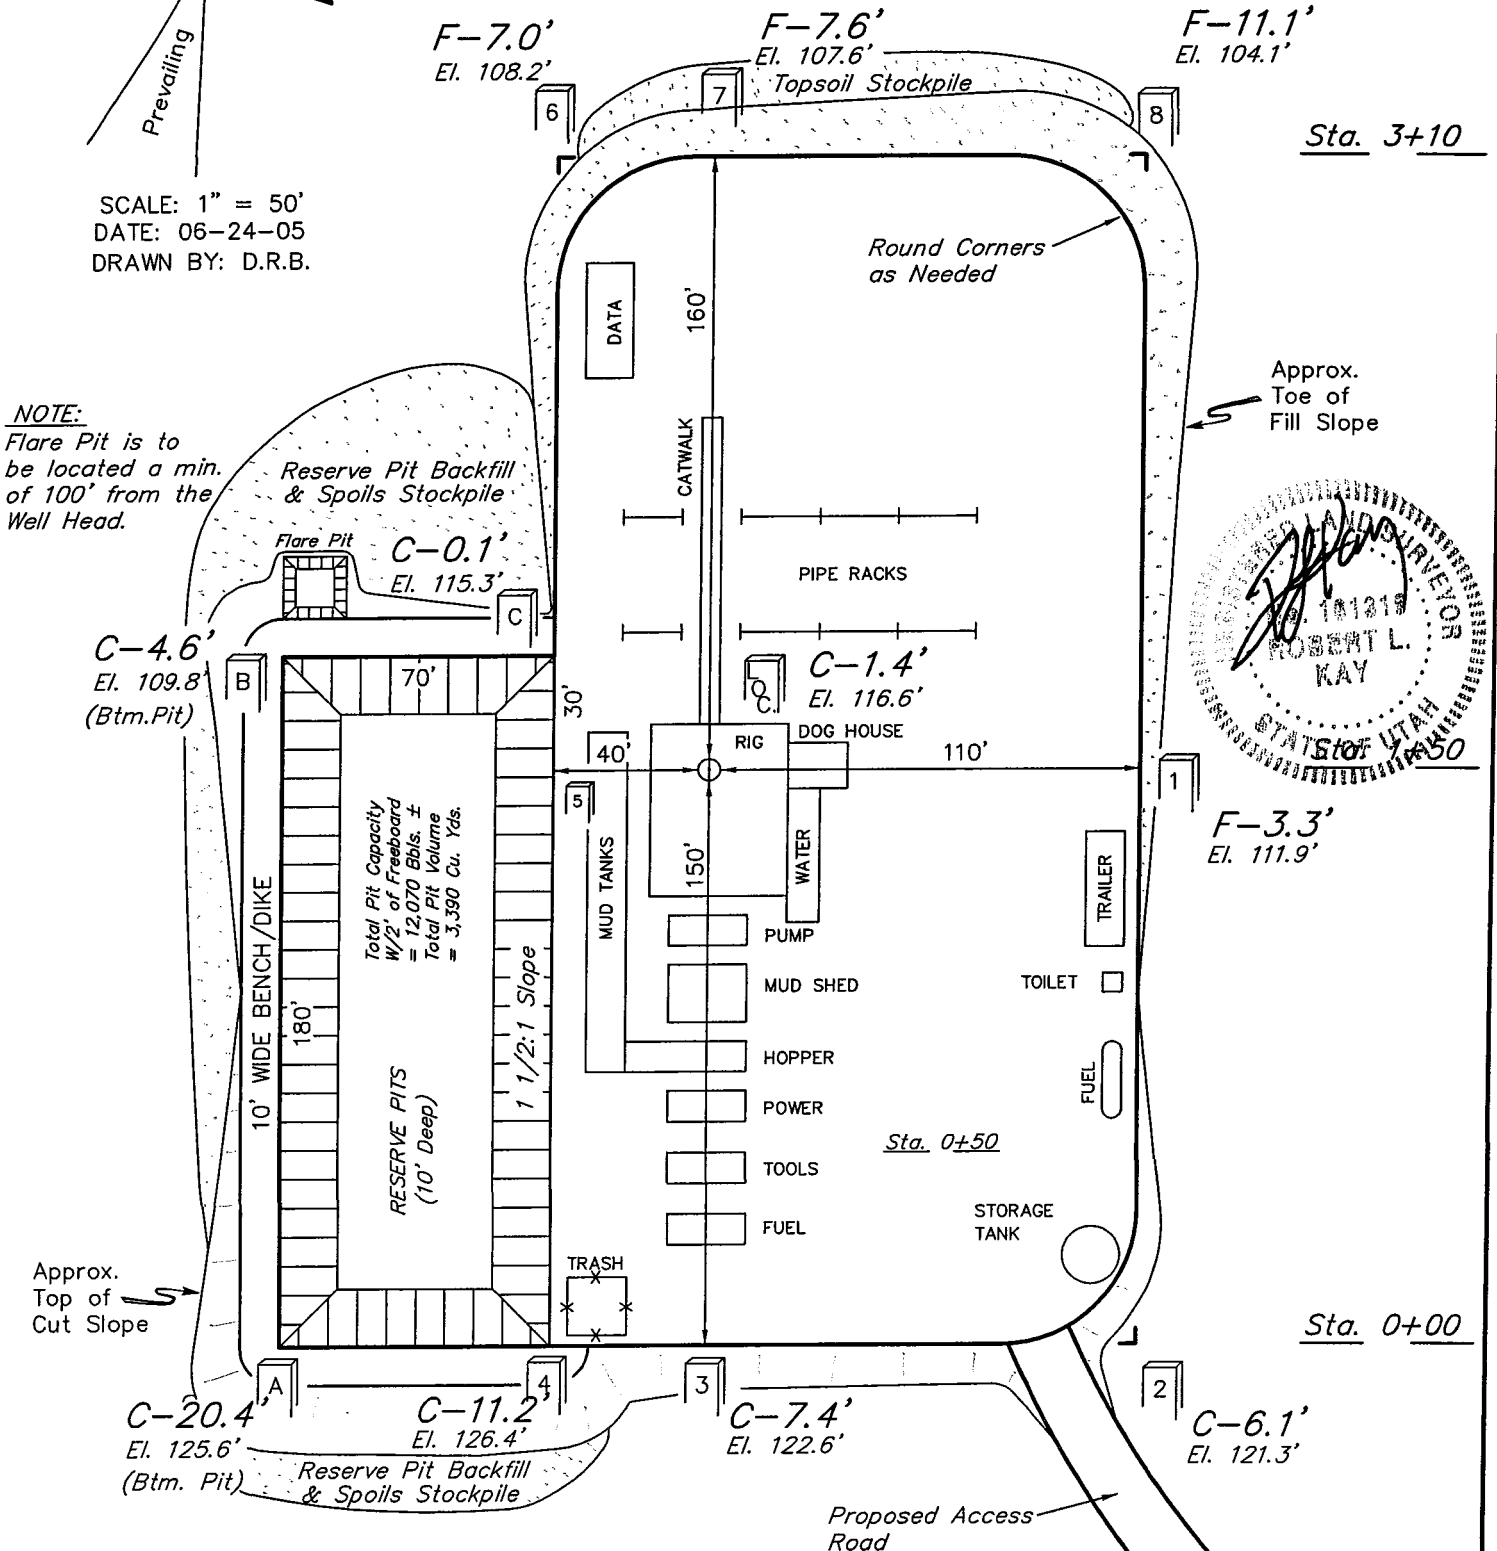 F-7.0'
El. 108.2'
F-7.6'
El. 107.6'
F-11.1'
El. 104.1'
Prevailing
Topsoil Stockpile
6
7
8
Sta. 3+10
SCALE: 1" = 50'
DATE: 06-24-05
DRAWN BY: D.R.B.
Round Corners
as Needed
DATA
160'
Approx.
Toe of
Fill Slope
NOTE:
Flare Pit is to
be located a min.
of 100' from the
Well Head.
Reserve Pit Backfill
& Spoils Stockpile
CATWALK
Flare Pit
C-0.1'
El. 115.3'
C
PIPE RACKS
REGISTERED LAND SURVEYOR
181319
ROBERT L.
KAY
STATE OF UTAH
C-4.6'
El. 109.8'
(Btm.Pit)
B
70'
30'
LOC.
C-1.4'
El. 116.6'
RIG
DOG HOUSE
40'
110'
Sta. 1+50
5
1
F-3.3'
El. 111.9'
Total Pit Capacity
W/2' of Freeboard
= 12,070 Bbls. ±
Total Pit Volume
= 3,390 Cu. Yds.
MUD TANKS
150'
WATER
TRAILER
PUMP
10' WIDE BENCH/DIKE
180'
1 1/2:1 Slope
MUD SHED
TOILET
RESERVE PITS
(10' Deep)
HOPPER
FUEL
POWER
Sta. 0+50
TOOLS
FUEL
STORAGE
TANK
TRASH
Approx.
Top of
Cut Slope
Sta. 0+00
A
4
3
2
C-20.4'
El. 125.6'
(Btm. Pit)
C-11.2'
El. 126.4'
C-7.4'
El. 122.6'
C-6.1'
El. 121.3'
Reserve Pit Backfill
& Spoils Stockpile
Proposed Access
Road